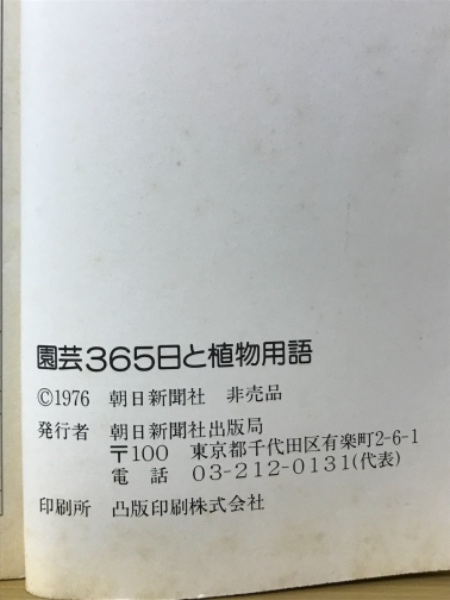 園芸365日と植物用語
©1976 朝日新聞社 非売品
発行者 朝日新聞社出版局
〒100 東京都千代田区有楽町2-6-1
電話 03-212-0131(代表)
印刷所 凸版印刷株式会社